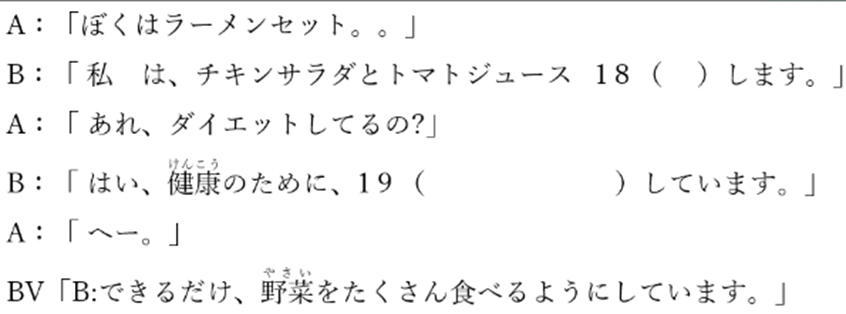 A：「ぼくはラーメンセット。。」
B：「 私　は、チキンサラダとトマトジュース 18（　）します。」
A：「 あれ、ダイエットしてるの?」
けんこう
B：「 はい、健康のために、19（　　　　　　　）しています。」
A：「 へー。」
やさい
BV「B:できるだけ、野菜をたくさん食べるようにしています。」